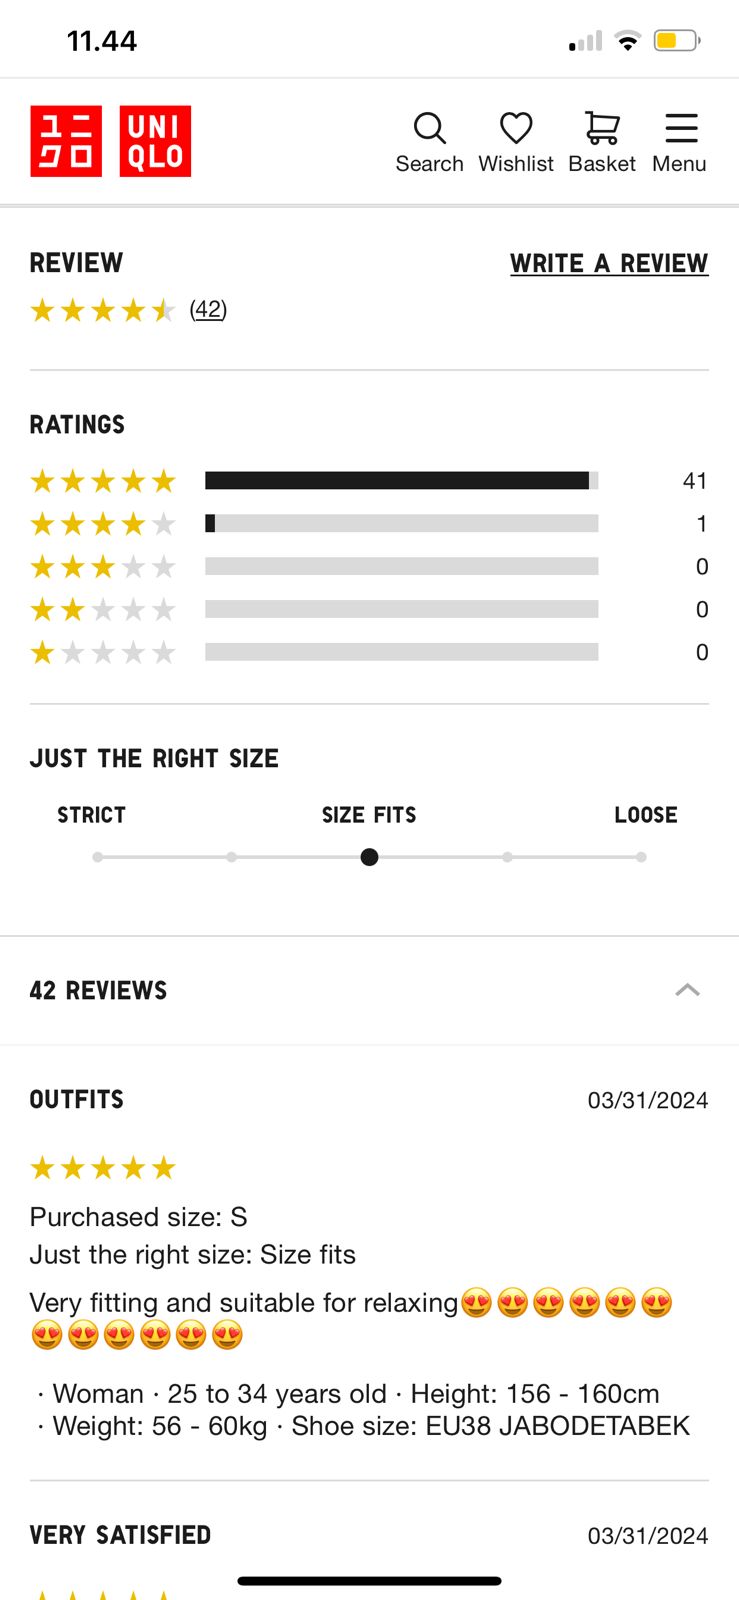 11.44
ユニ
クロ
UNI
QLO
Search Wishlist Basket Menu
REVIEW WRITE A REVIEW
(42)
RATINGS
41
1
0
0
0
JUST THE RIGHT SIZE
STRICT SIZE FITS LOOSE
42 REVIEWS
OUTFITS 03/31/2024
Purchased size: S
Just the right size: Size fits
Very fitting and suitable for relaxing😍😍😍😍😍😍
😍😍😍😍😍😍
· Woman · 25 to 34 years old · Height: 156 - 160cm
· Weight: 56 - 60kg · Shoe size: EU38 JABODETABEK
VERY SATISFIED 03/31/2024